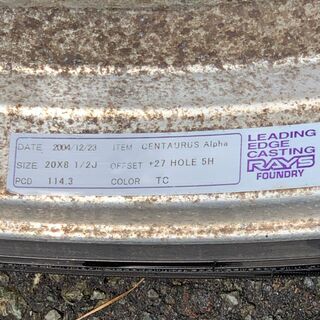 DATE 2004/12/23 ITEM CENTAURUS Alpha
SIZE 20X8 1/2J OFFSET +27 HOLE 5H
PCD 114.3 COLOR TC
LEADING
EDGE
CASTING
RAYS
FOUNDRY